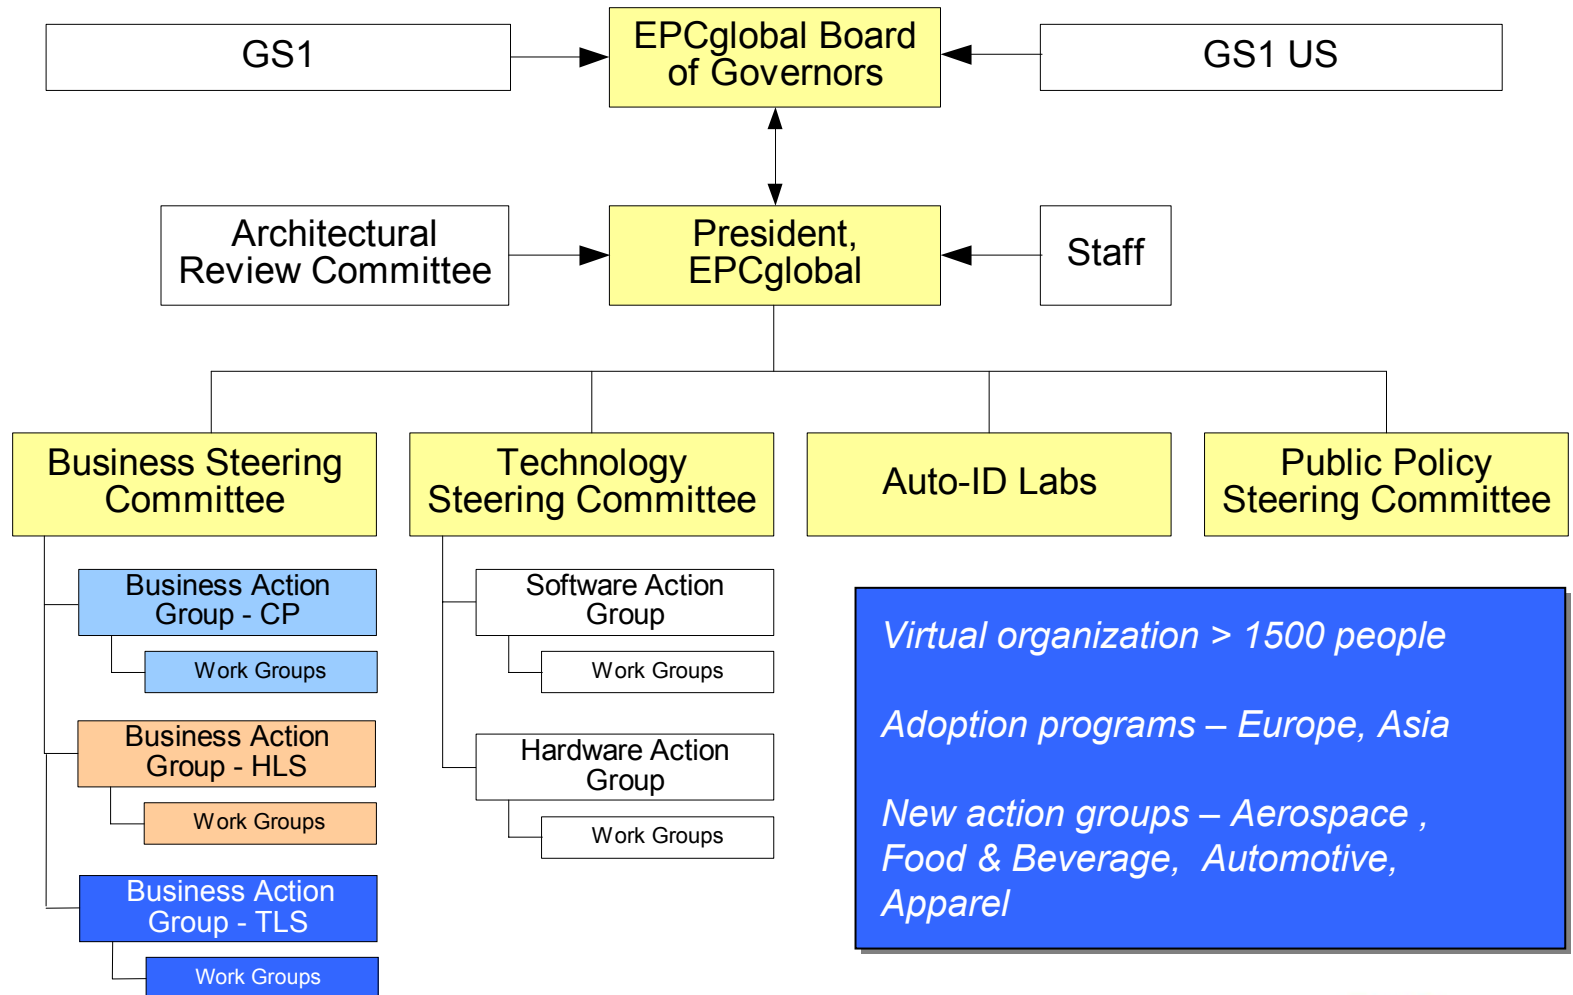 GS1
EPCglobal Board
of Governors
GS1 US
Architectural
Review Committee
President,
EPCglobal
Staff
Business Steering
Committee
Technology
Steering Committee
Auto-ID Labs
Public Policy
Steering Committee
Business Action
Group - CP
Work Groups
Business Action
Group - HLS
Work Groups
Business Action
Group - TLS
Work Groups
Software Action
Group
Work Groups
Hardware Action
Group
Work Groups
Virtual organization > 1500 people
Adoption programs – Europe, Asia
New action groups – Aerospace ,
Food & Beverage, Automotive,
Apparel